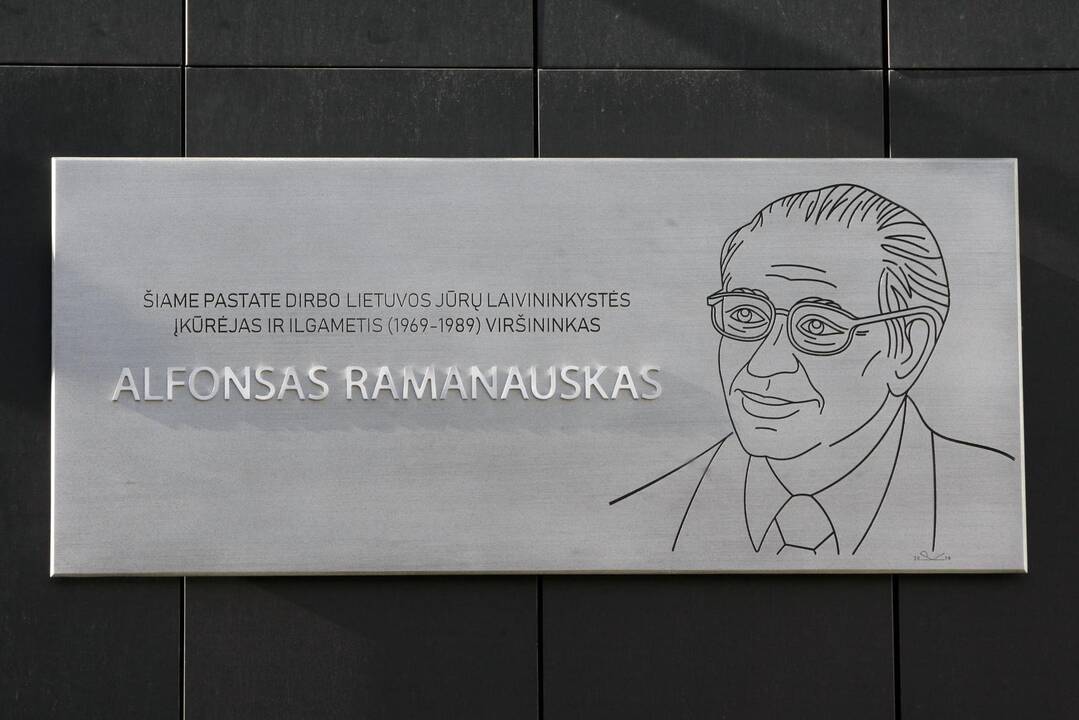 ŠIAME PASTATE DIRBO LIETUVOS JŪRŲ LAIVININKYSTĖS
ĮKŪRĖJAS IR ILGAMETIS (1969-1989) VIRŠININKAS
ALFONSAS RAMANAUSKAS